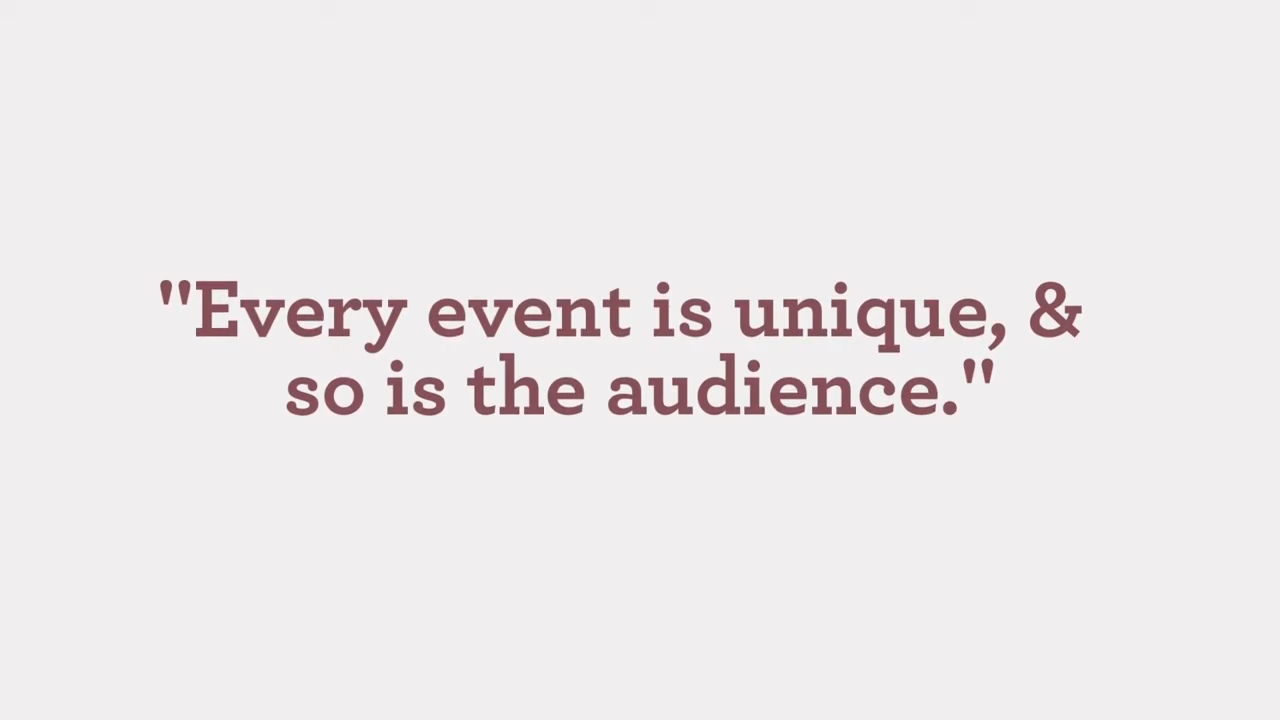 "Every event is unique, &
so is the audience."